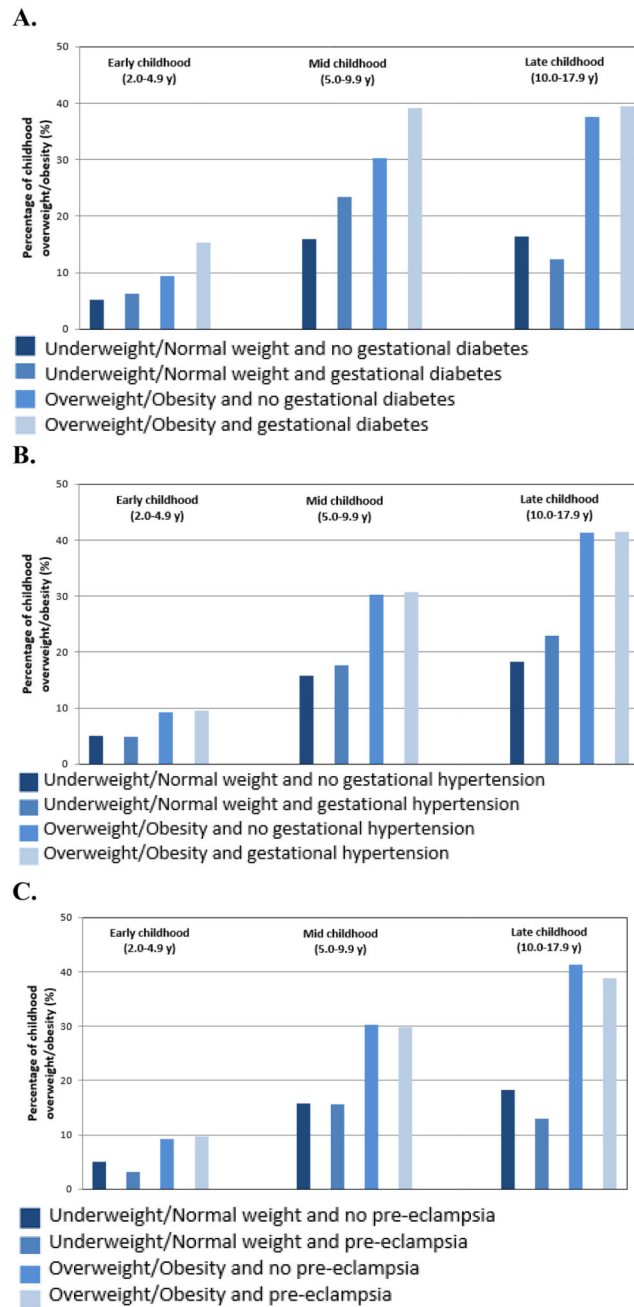 A.
Percentage of childhood
overweight/obesity (%)
50
40
30
20
10
0
Early childhood
(2.0-4.9 y)
Mid childhood
(5.0-9.9 y)
Late childhood
(10.0-17.9 y)
Underweight/Normal weight and no gestational diabetes
Underweight/Normal weight and gestational diabetes
Overweight/Obesity and no gestational diabetes
Overweight/Obesity and gestational diabetes
B.
Percentage of childhood
overweight/obesity (%)
50
40
30
20
10
0
Early childhood
(2.0-4.9 y)
Mid childhood
(5.0-9.9 y)
Late childhood
(10.0-17.9 y)
Underweight/Normal weight and no gestational hypertension
Underweight/Normal weight and gestational hypertension
Overweight/Obesity and no gestational hypertension
Overweight/Obesity and gestational hypertension
C.
Percentage of childhood
overweight/obesity (%)
50
40
30
20
10
0
Early childhood
(2.0-4.9 y)
Mid childhood
(5.0-9.9 y)
Late childhood
(10.0-17.9 y)
Underweight/Normal weight and no pre-eclampsia
Underweight/Normal weight and pre-eclampsia
Overweight/Obesity and no pre-eclampsia
Overweight/Obesity and pre-eclampsia